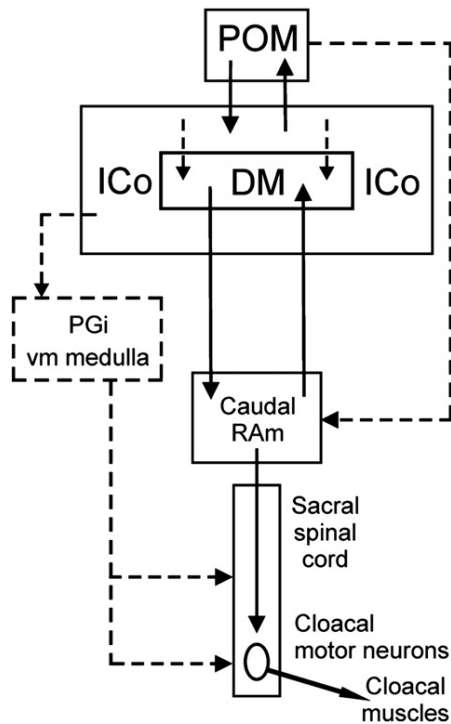 POM
ICo
DM
ICo
PGi
vm medulla
Caudal
RAm
Sacral
spinal
cord
Cloacal
motor neurons
Cloacal
muscles